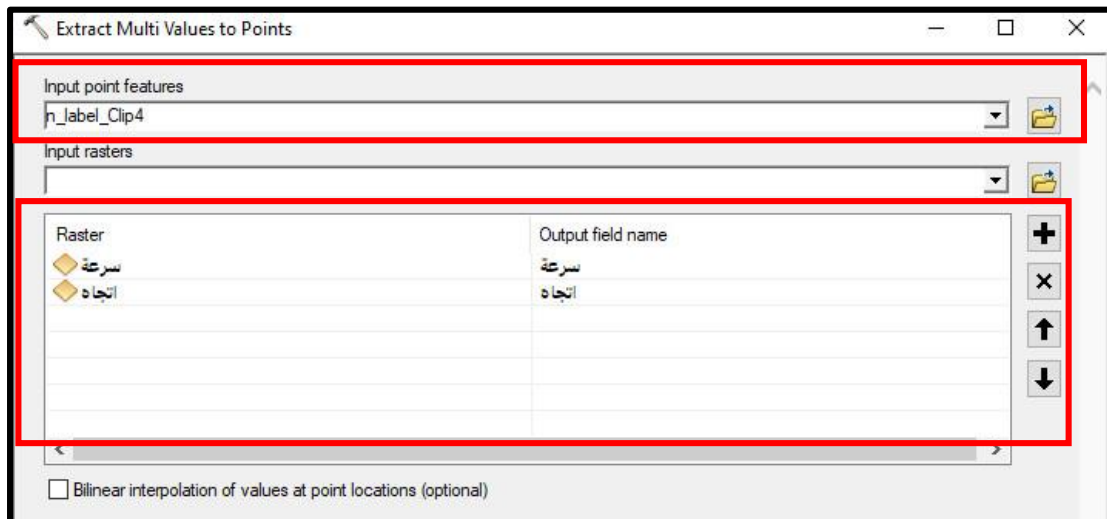 Extract Multi Values to Points
Input point features
n_label_Clip4
Input rasters
Raster Output field name
سرعة سرعة
اتجاه اتجاه
Bilinear interpolation of values at point locations (optional)